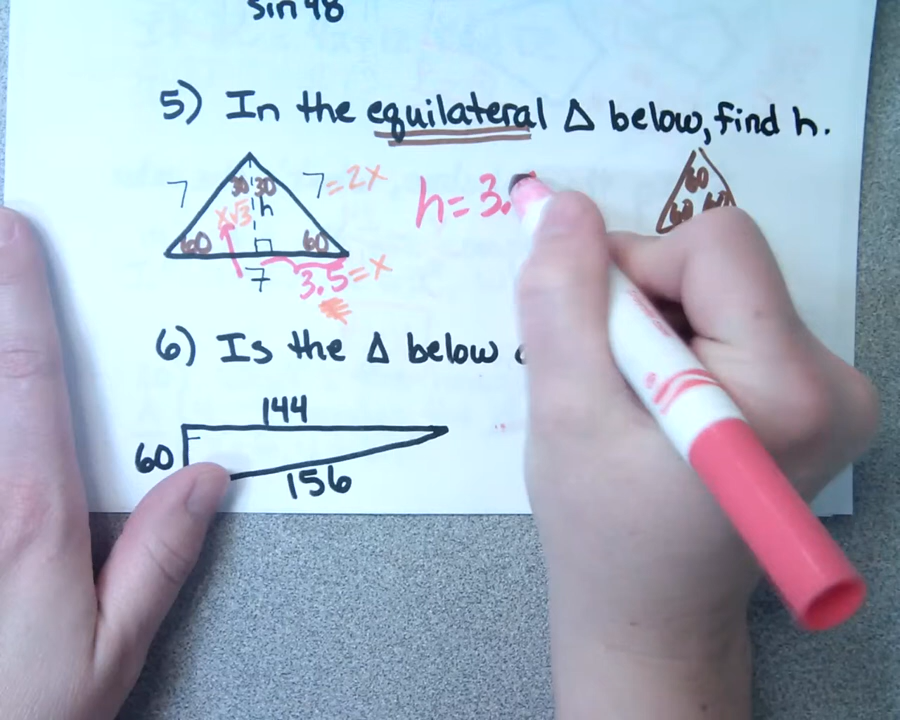 sin 48
5) In the equilateral Δ below, find h.
7
30 30
7 = 2x
x√3
h
60
60
7
3.5 = x
h = 3.
60
60 60
6) Is the Δ below
144
60
156